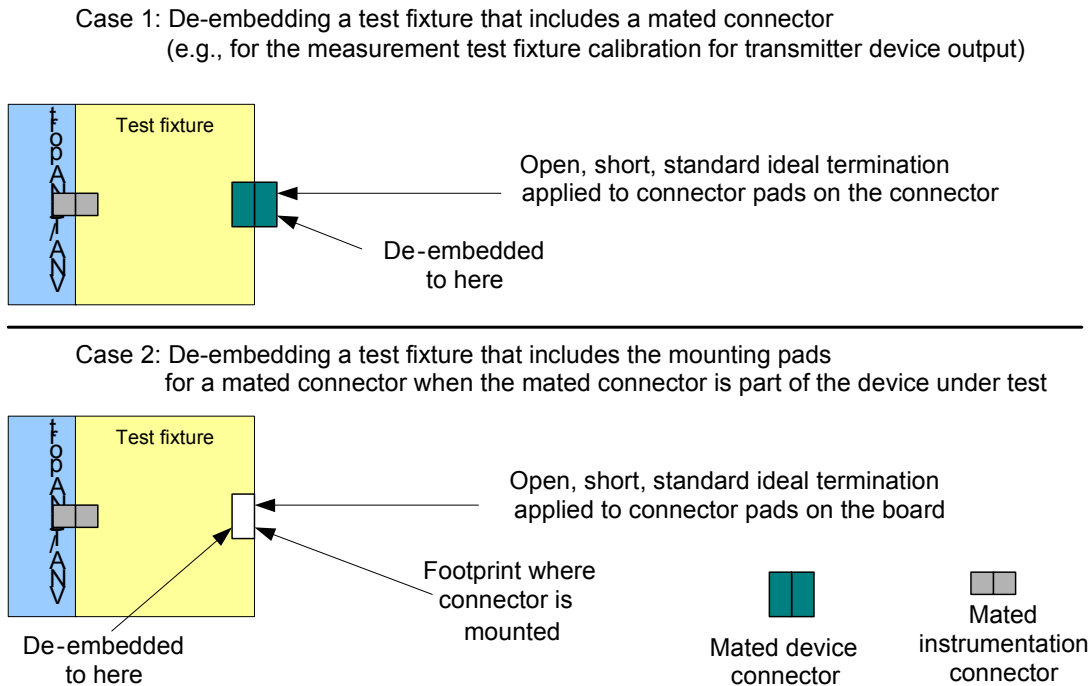 Case 1: De-embedding a test fixture that includes a mated connector
(e.g., for the measurement test fixture calibration for transmitter device output)
Test fixture
Open, short, standard ideal termination
applied to connector pads on the connector
De-embedded
to here
Case 2: De-embedding a test fixture that includes the mounting pads
for a mated connector when the mated connector is part of the device under test
Test fixture
Open, short, standard ideal termination
applied to connector pads on the board
Footprint where
connector is
mounted
De-embedded
to here
Mated device
connector
Mated
instrumentation
connector